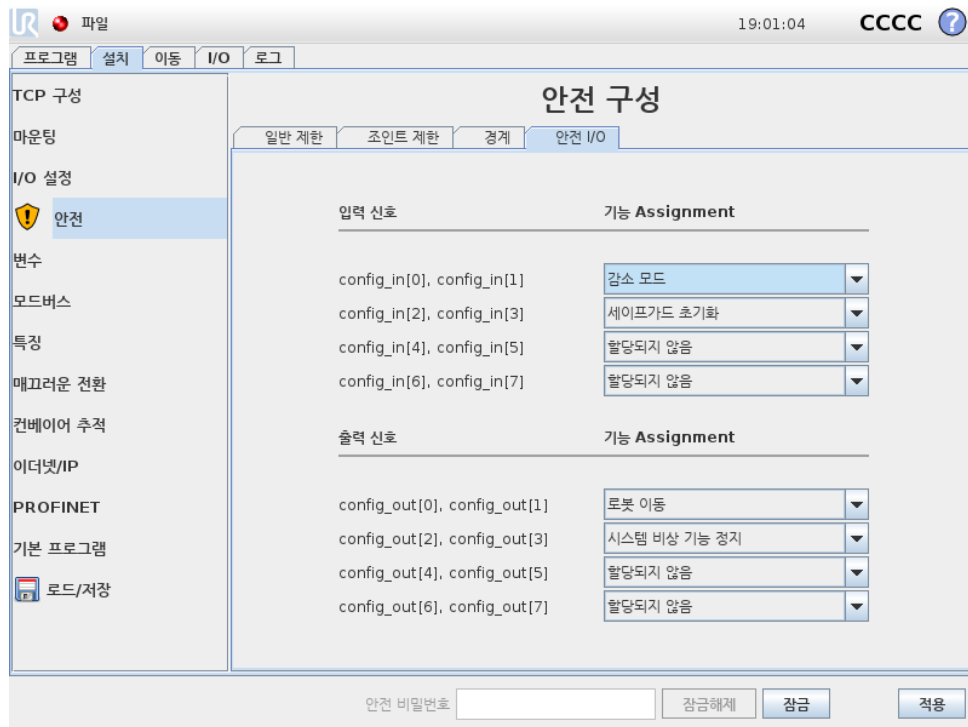 UR 파일 19:01:04 CCCC ?
프로그램 설치 이동 I/O 로그
TCP 구성
마운팅
I/O 설정
안전
변수
모드버스
특징
매끄러운 전환
컨베이어 추적
이더넷/IP
PROFINET
기본 프로그램
로드/저장
안전 구성
일반 제한 조인트 제한 경계 안전 I/O
입력 신호 기능 Assignment
config_in[0], config_in[1] 감소 모드
config_in[2], config_in[3] 세이프가드 초기화
config_in[4], config_in[5] 할당되지 않음
config_in[6], config_in[7] 할당되지 않음
출력 신호 기능 Assignment
config_out[0], config_out[1] 로봇 이동
config_out[2], config_out[3] 시스템 비상 기능 정지
config_out[4], config_out[5] 할당되지 않음
config_out[6], config_out[7] 할당되지 않음
안전 비밀번호 잠금해제 잠금 적용